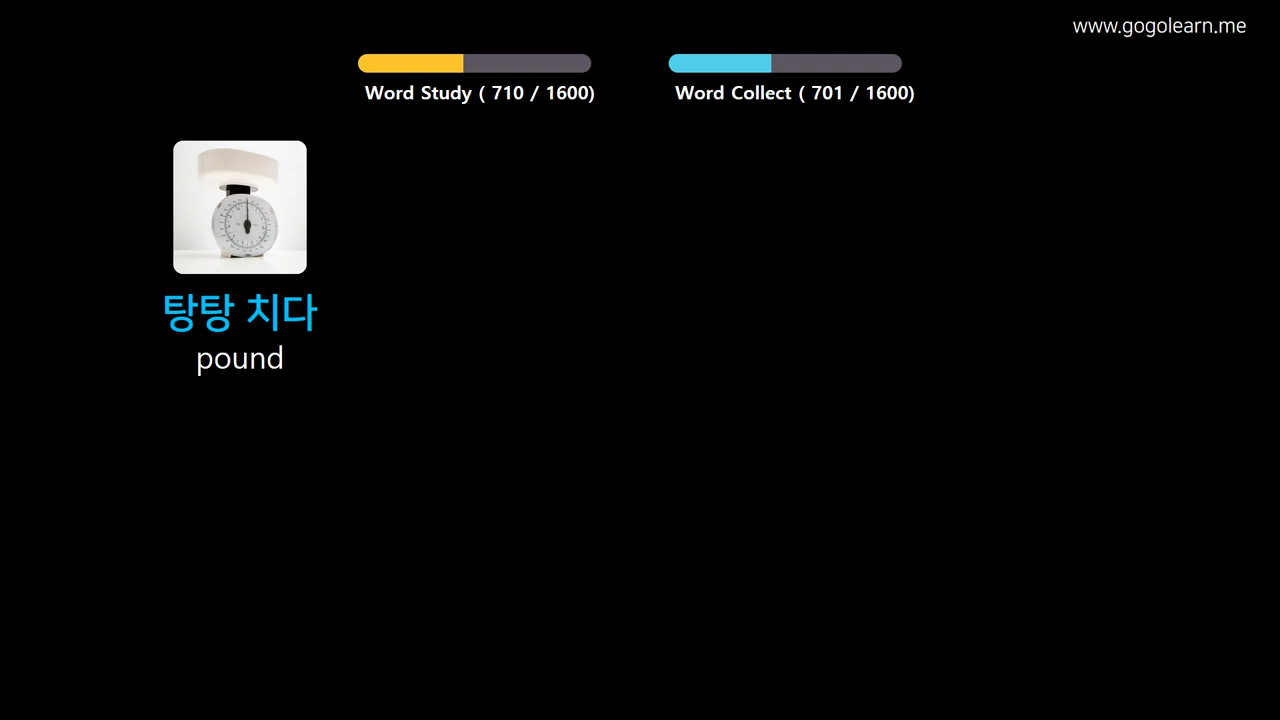 www.gogolearn.me
Word Study ( 710 / 1600)
Word Collect ( 701 / 1600)
탕탕 치다
pound